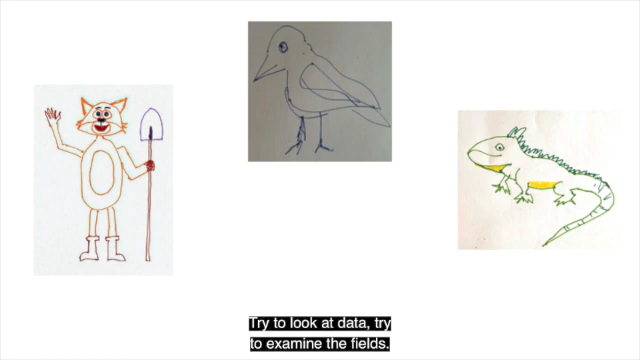 Try to look at data, try
to examine the fields.